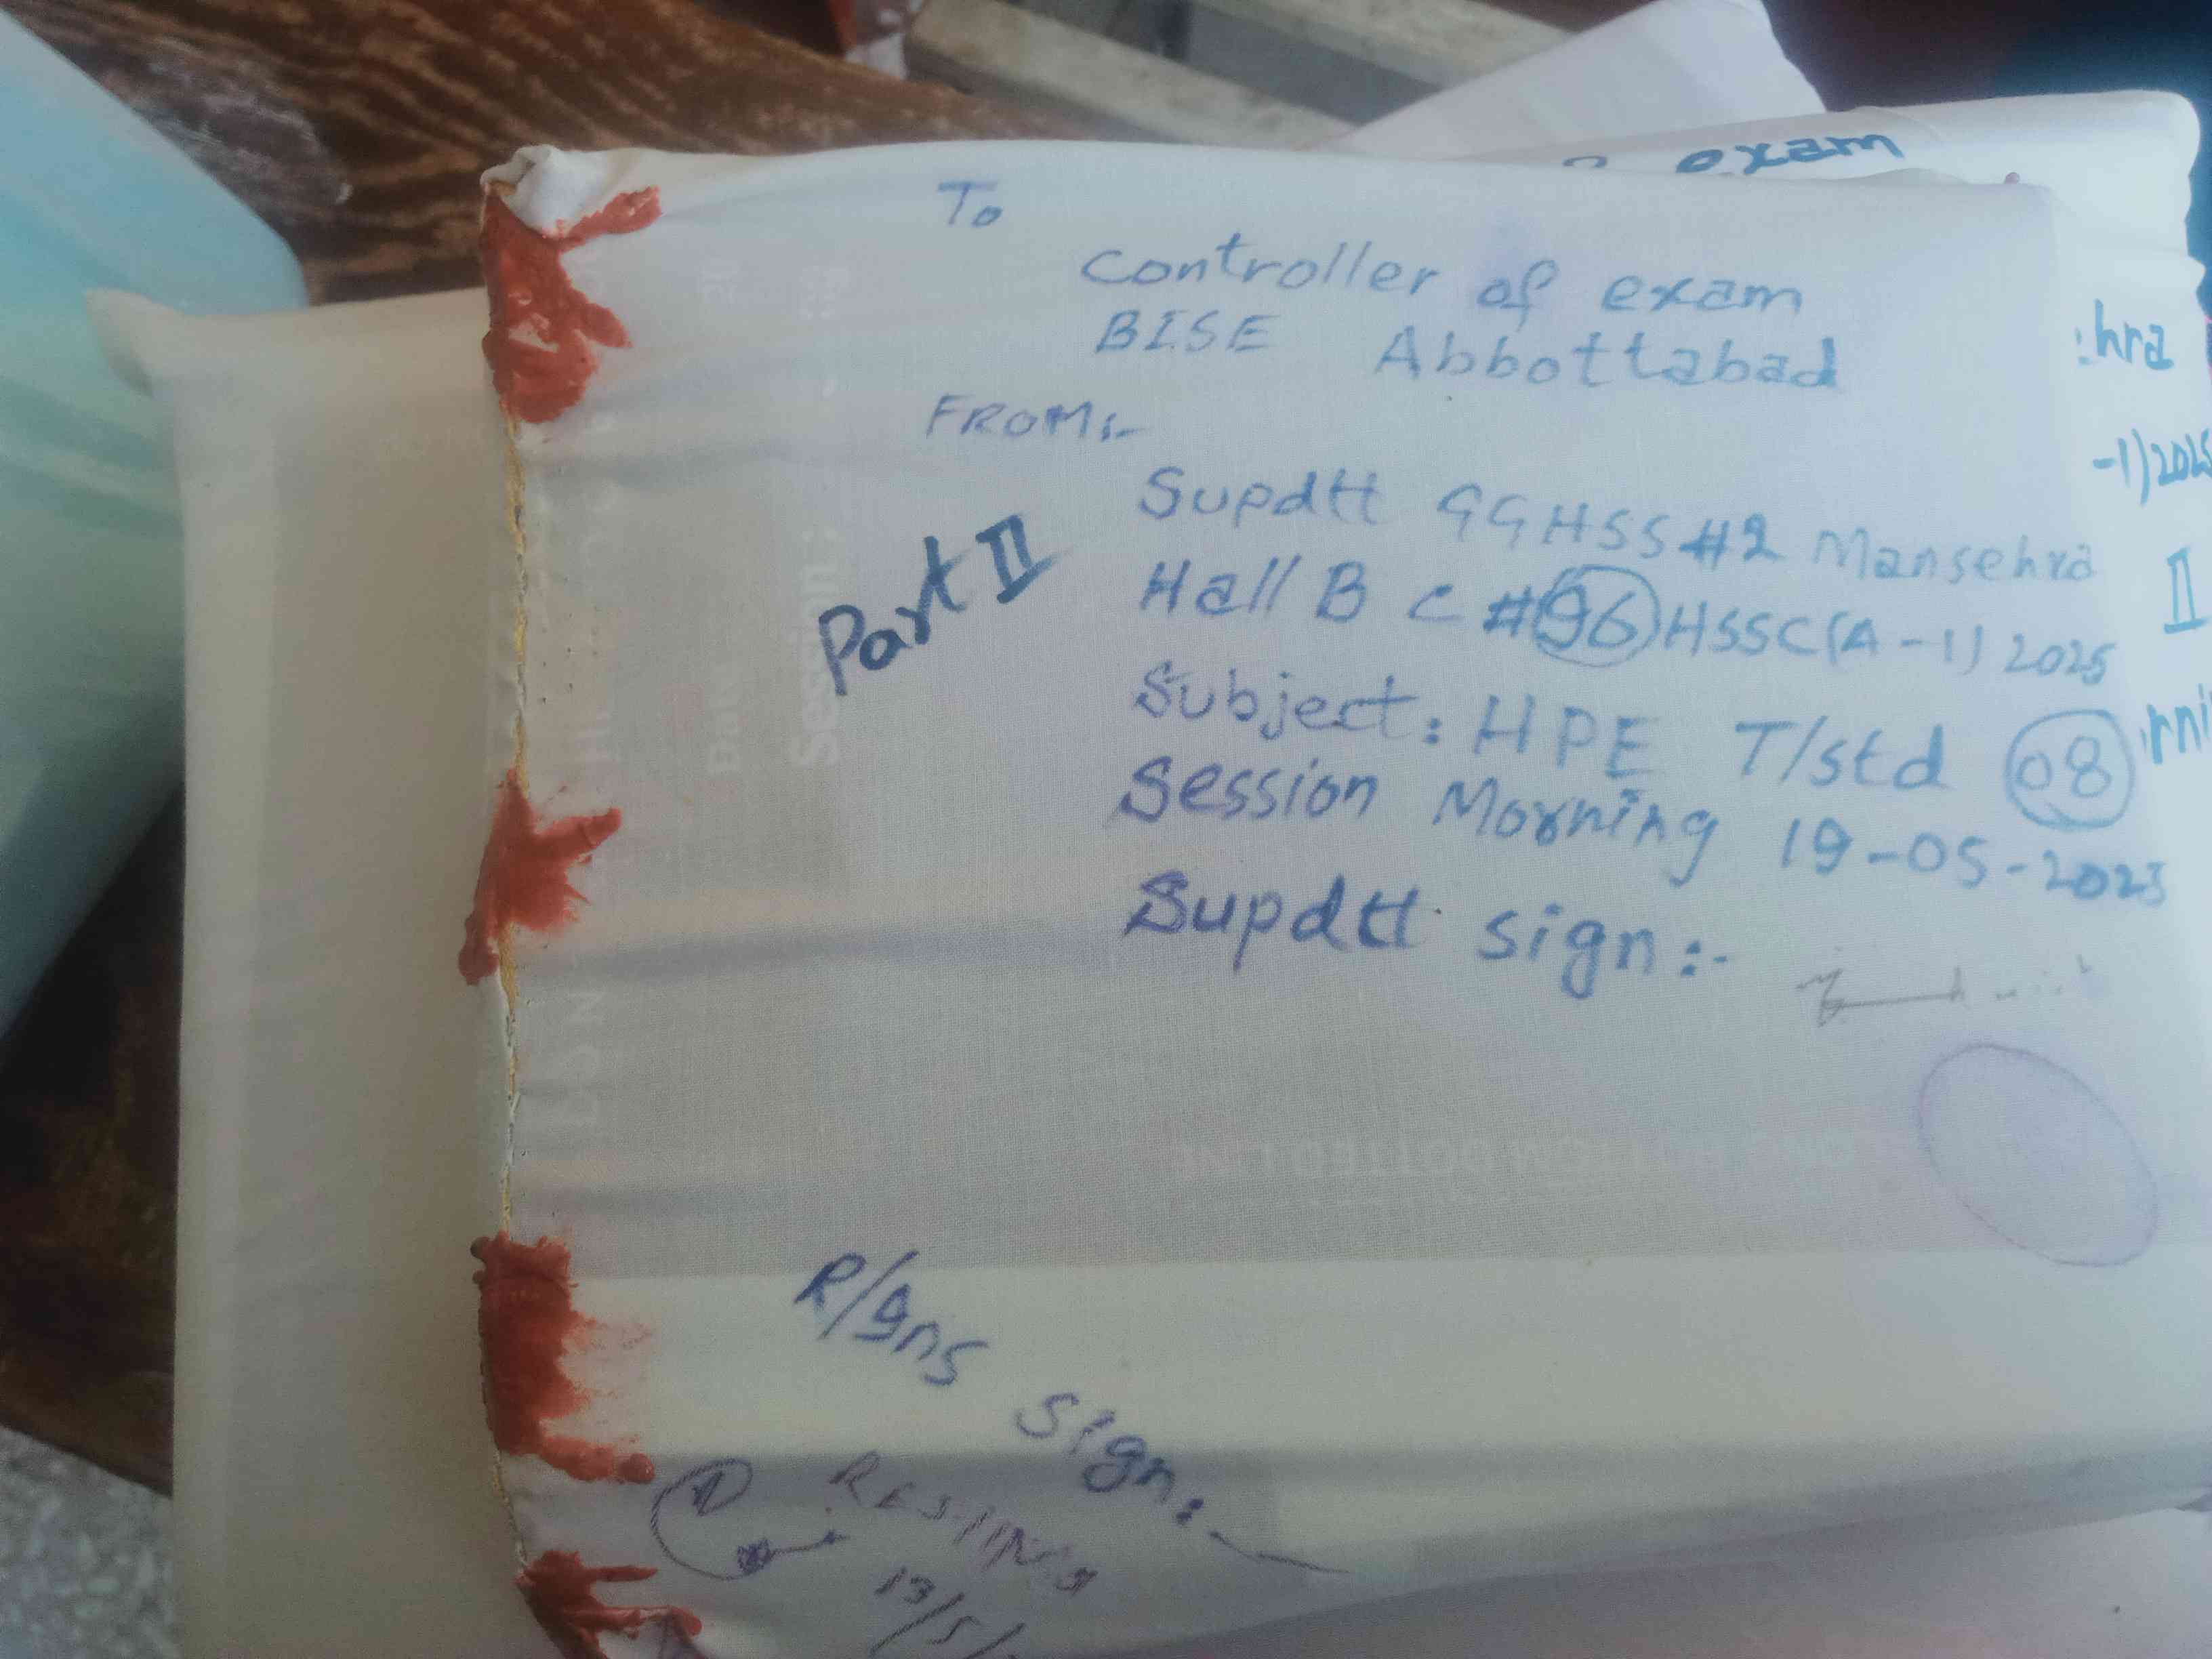 exam
To
Controller of exam
BISE Abbottabad
FROM:-
Supdtt GGHSS #2 Mansehra
Part II
Hall B C #96 HSSC(A-1) 2025
Subject: HPE T/std 08
Session Morning 19-05-2025
Supdtt sign:-
R/Ins sign:-
hra
-1)2025
II
rni
Session:
13/5/